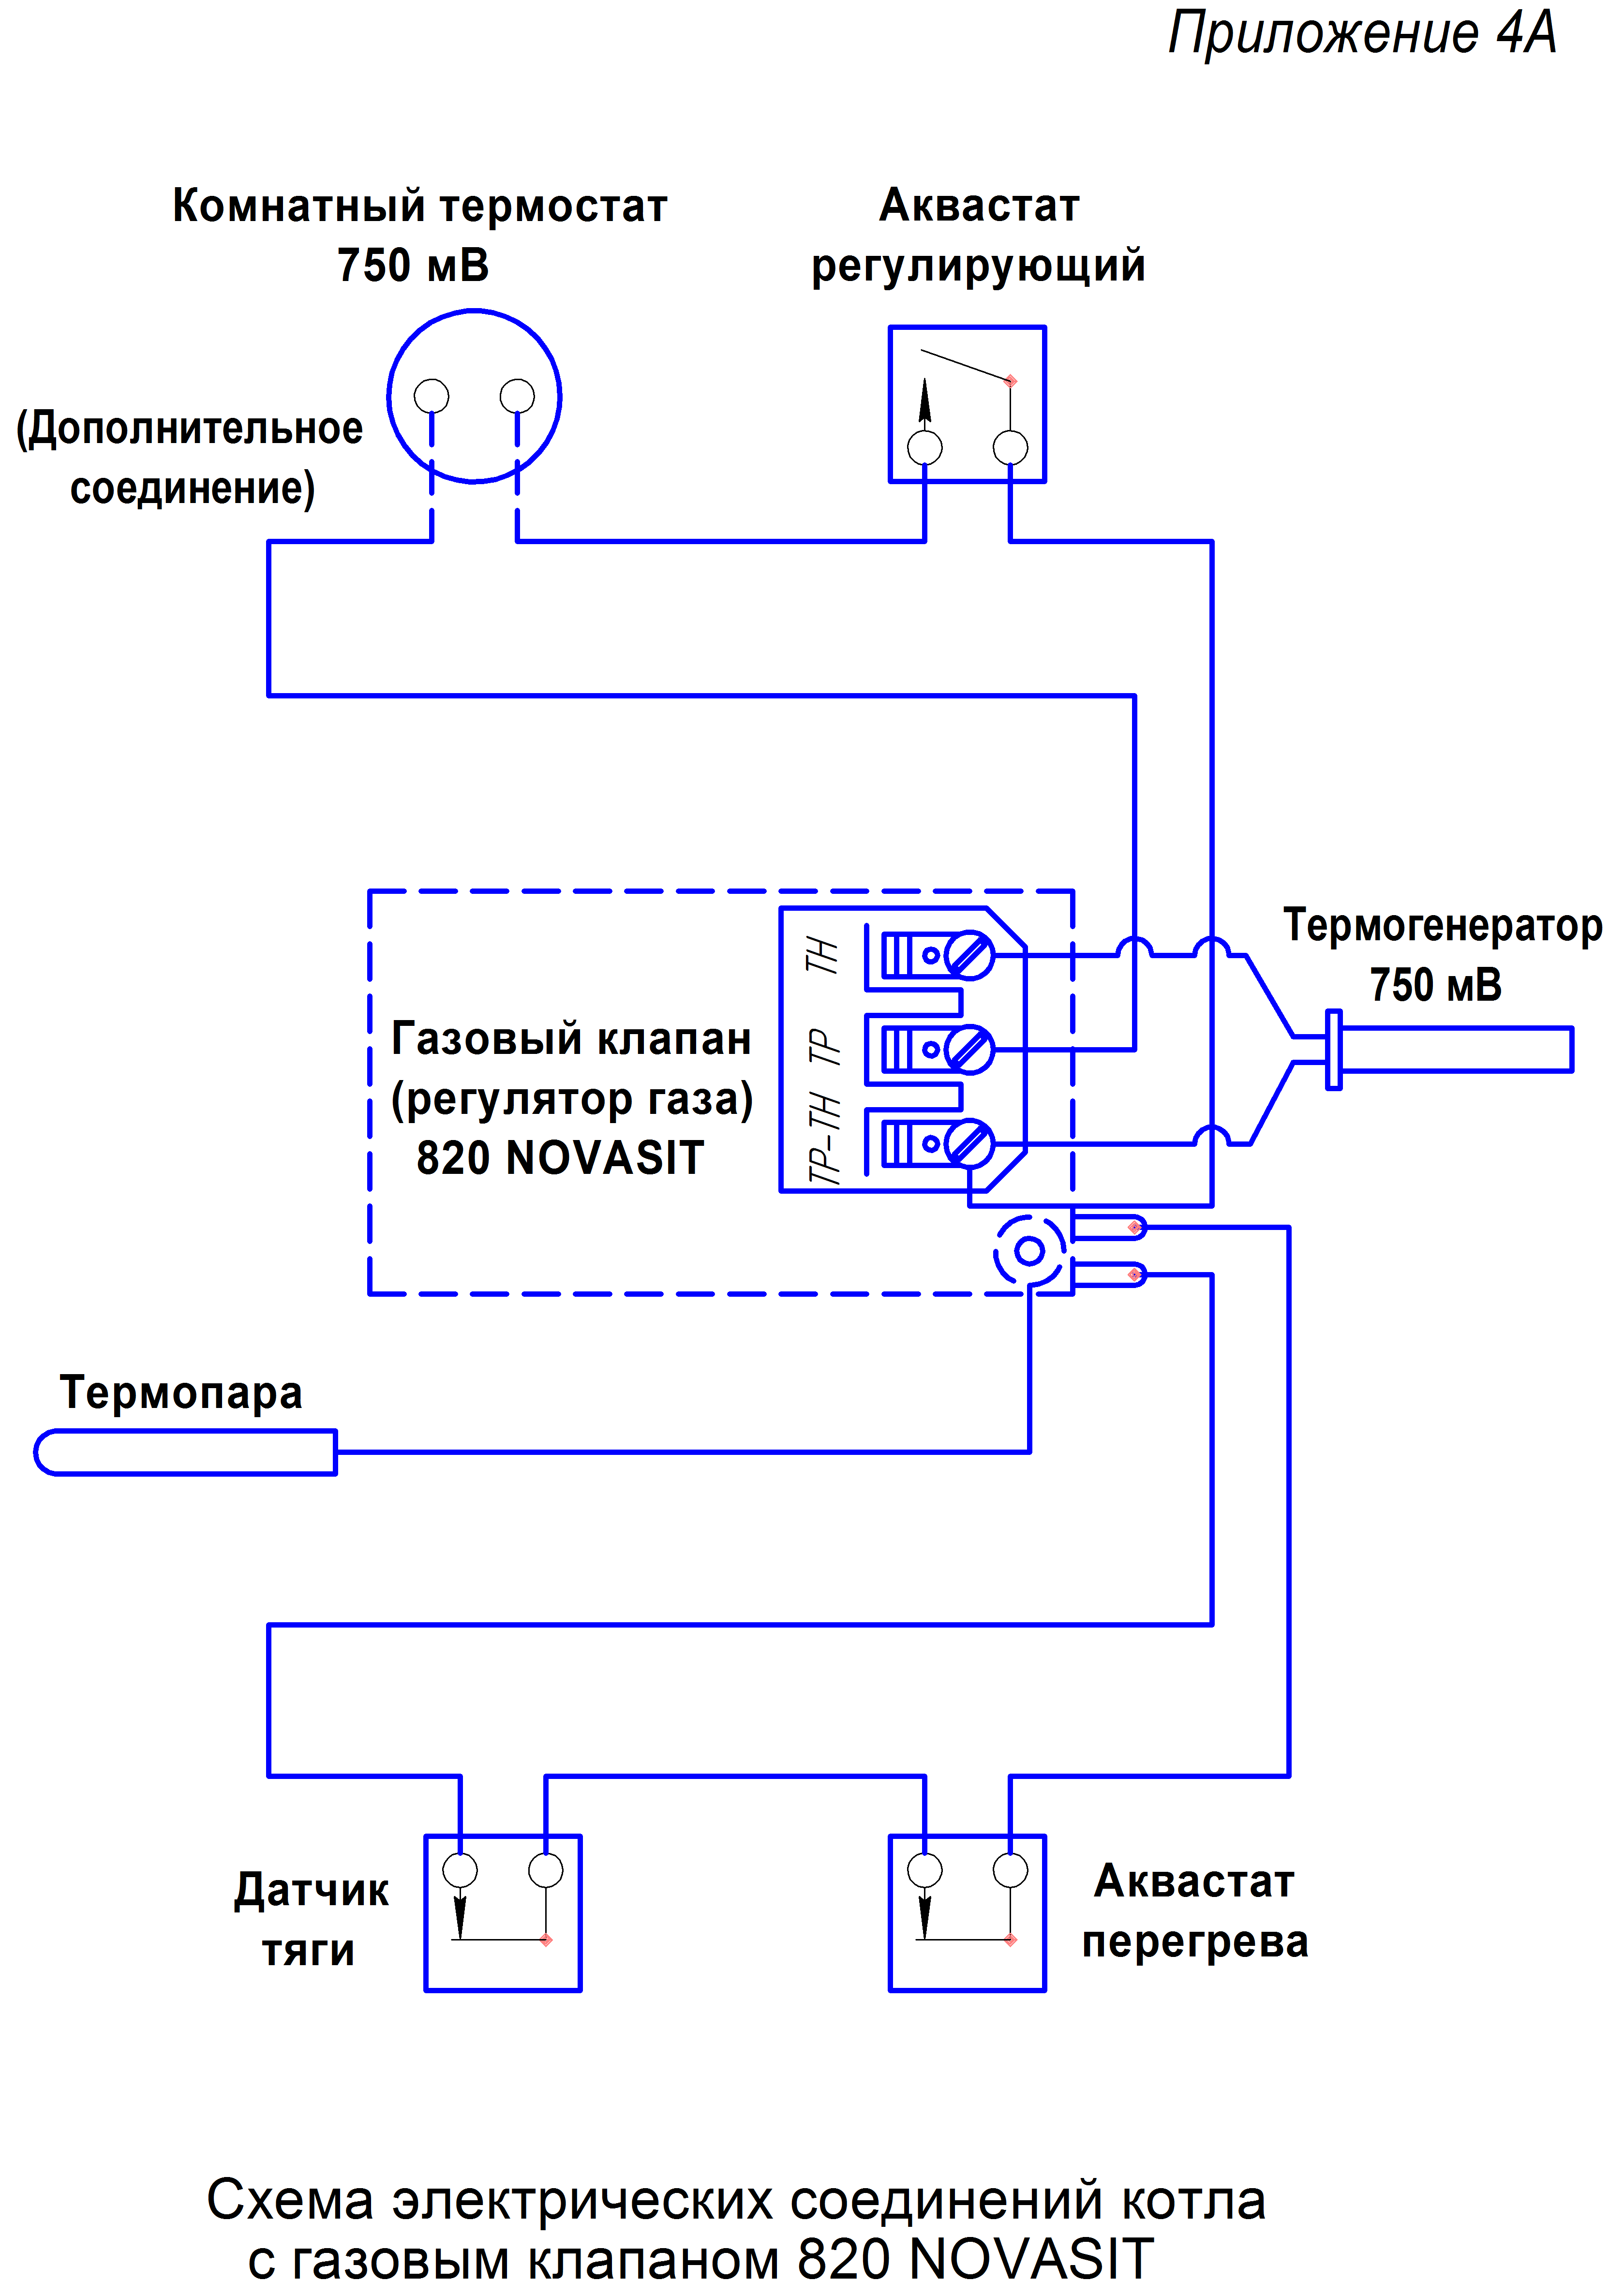 Приложение 4А
Комнатный термостат
750 мВ
Аквастат
регулирующий
(Дополнительное
соединение)
Термогенератор
750 мВ
Газовый клапан
(регулятор газа)
820 NOVASIT
TH
TP
TP-TH
Термопара
Датчик
тяги
Аквастат
перегрева
Схема электрических соединений котла
с газовым клапаном 820 NOVASIT